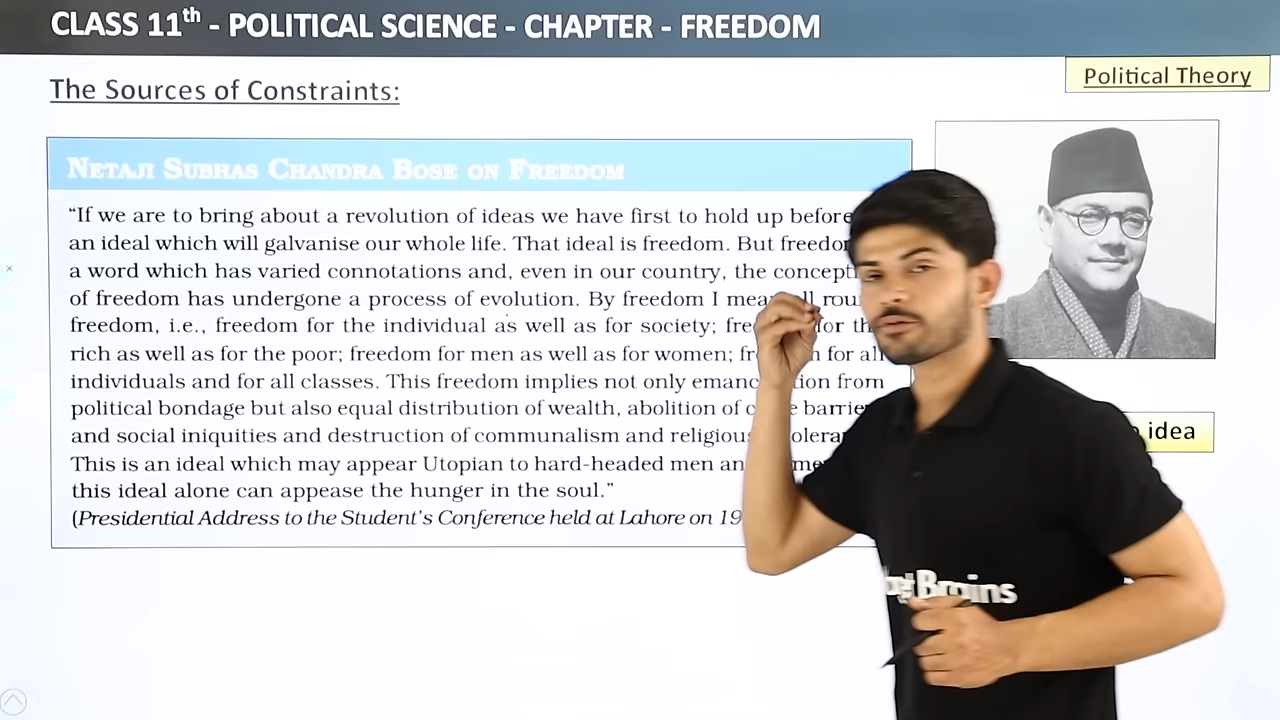 CLASS 11th - POLITICAL SCIENCE - CHAPTER - FREEDOM
Political Theory
The Sources of Constraints:
NETAJI SUBHAS CHANDRA BOSE ON FREEDOM
“If we are to bring about a revolution of ideas we have first to hold up before
an ideal which will galvanise our whole life. That ideal is freedom. But
a word which has varied connotations and, even in our country, the
of freedom has undergone a process of evolution. By freedom I
freedom, i.e., freedom for the individual as well as for society; for
rich as well as for the poor; freedom for men as well as for women; for all
individuals and for all classes. This freedom implies not only from
political bondage but also equal distribution of wealth, abolition of
and social iniquities and destruction of communalism and religious
This is an ideal which may appear Utopian to hard-headed men
this ideal alone can appease the hunger in the soul.”
(Presidential Address to the Student’s Conference held at Lahore on
idea
Brains